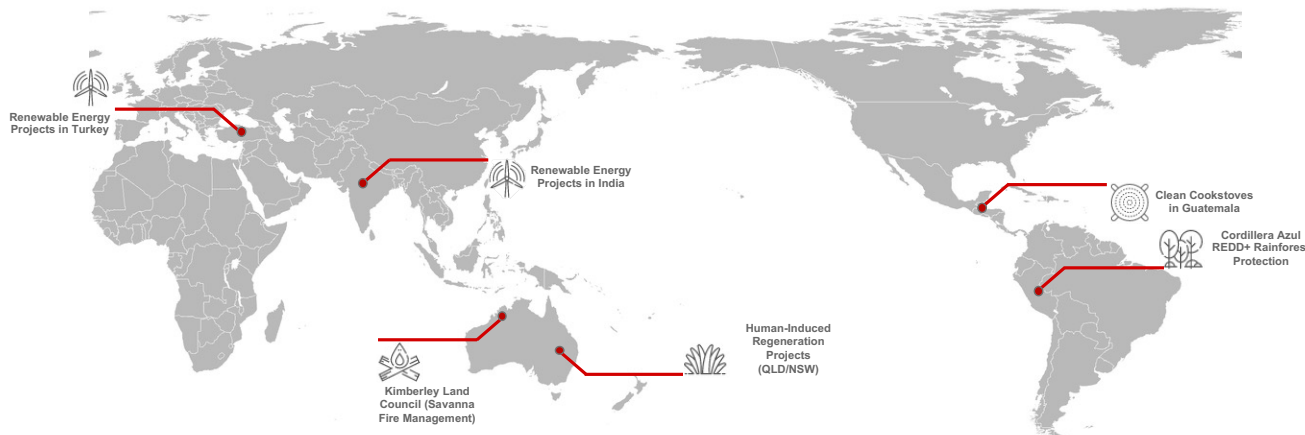 Renewable Energy
Projects in Turkey
Renewable Energy
Projects in India
Clean Cookstoves
in Guatemala
Cordillera Azul
REDD+ Rainfores
Protection
Human-Induced
Regeneration
Projects
(QLD/NSW)
Kimberley Land
Council (Savanna
Fire Management)